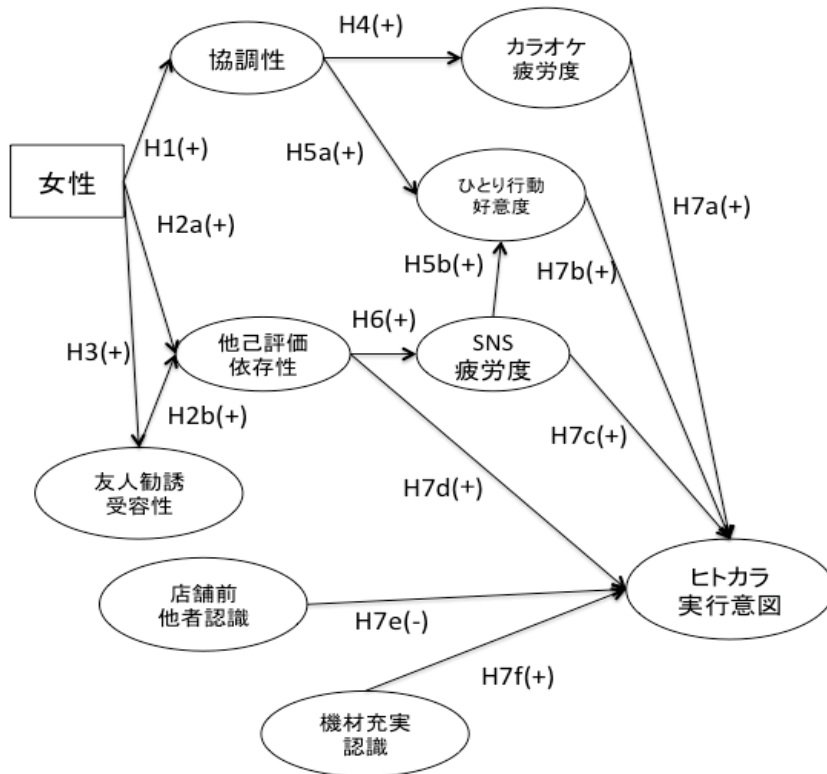 H4(+)
協調性
カラオケ
疲労度
H1(+)
H5a(+)
女性
ひとり行動
好意度
H7a(+)
H2a(+)
H5b(+)
H7b(+)
H6(+)
H3(+)
他己評価
依存性
SNS
疲労度
H2b(+)
H7c(+)
友人勧誘
受容性
H7d(+)
店舗前
他者認識
ヒトカラ
実行意図
H7e(-)
H7f(+)
機材充実
認識